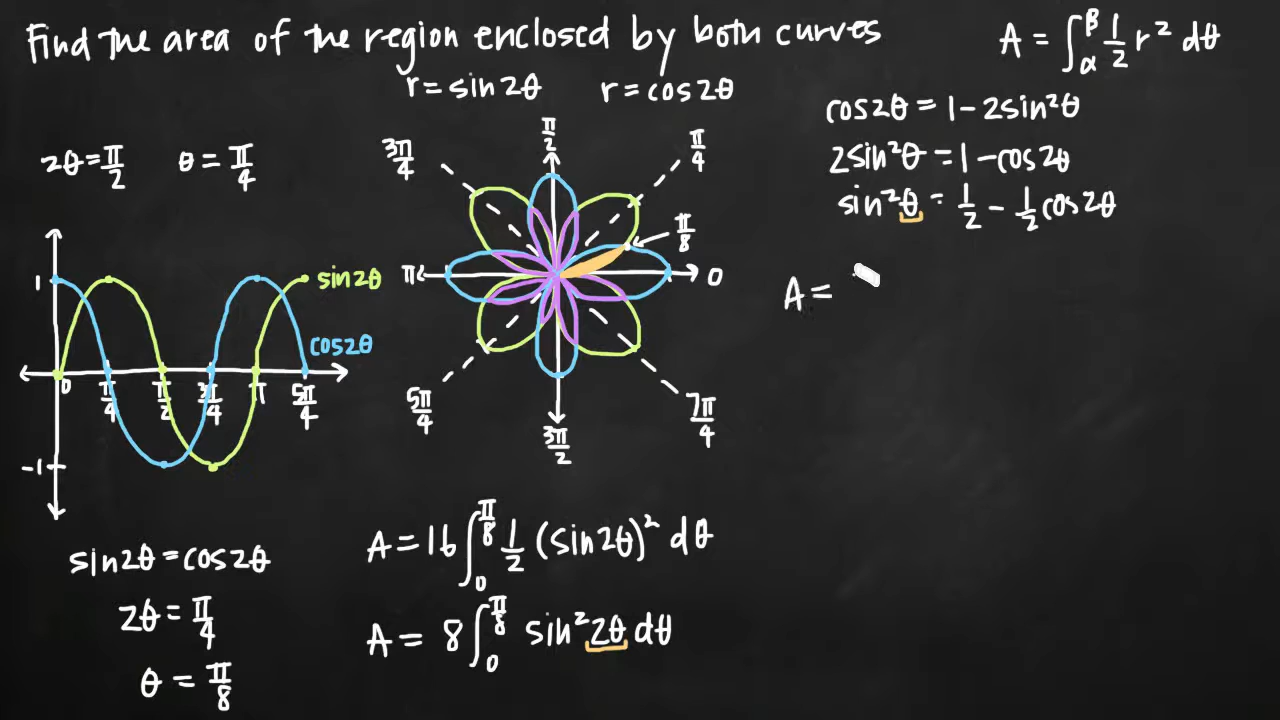 Find the area of the region enclosed by both curves
r = sin2θ r = cos2θ
A = ∫_α^β 1/2 r² dθ
cos2θ = 1 - 2sin²θ
2sin²θ = 1 - cos2θ
sin²θ = 1/2 - 1/2 cos2θ
A =
2θ = π/2 θ = π/4
1
-1
0 π/4 π/2 3π/4 π 5π/4
sin2θ
cos2θ
π/2
3π/4
π/4
π/8
π
0
5π/4
7π/4
3π/2
sin2θ = cos2θ
2θ = π/4
θ = π/8
A = 16 ∫_0^(π/8) 1/2 (sin2θ)² dθ
A = 8 ∫_0^(π/8) sin² 2θ dθ